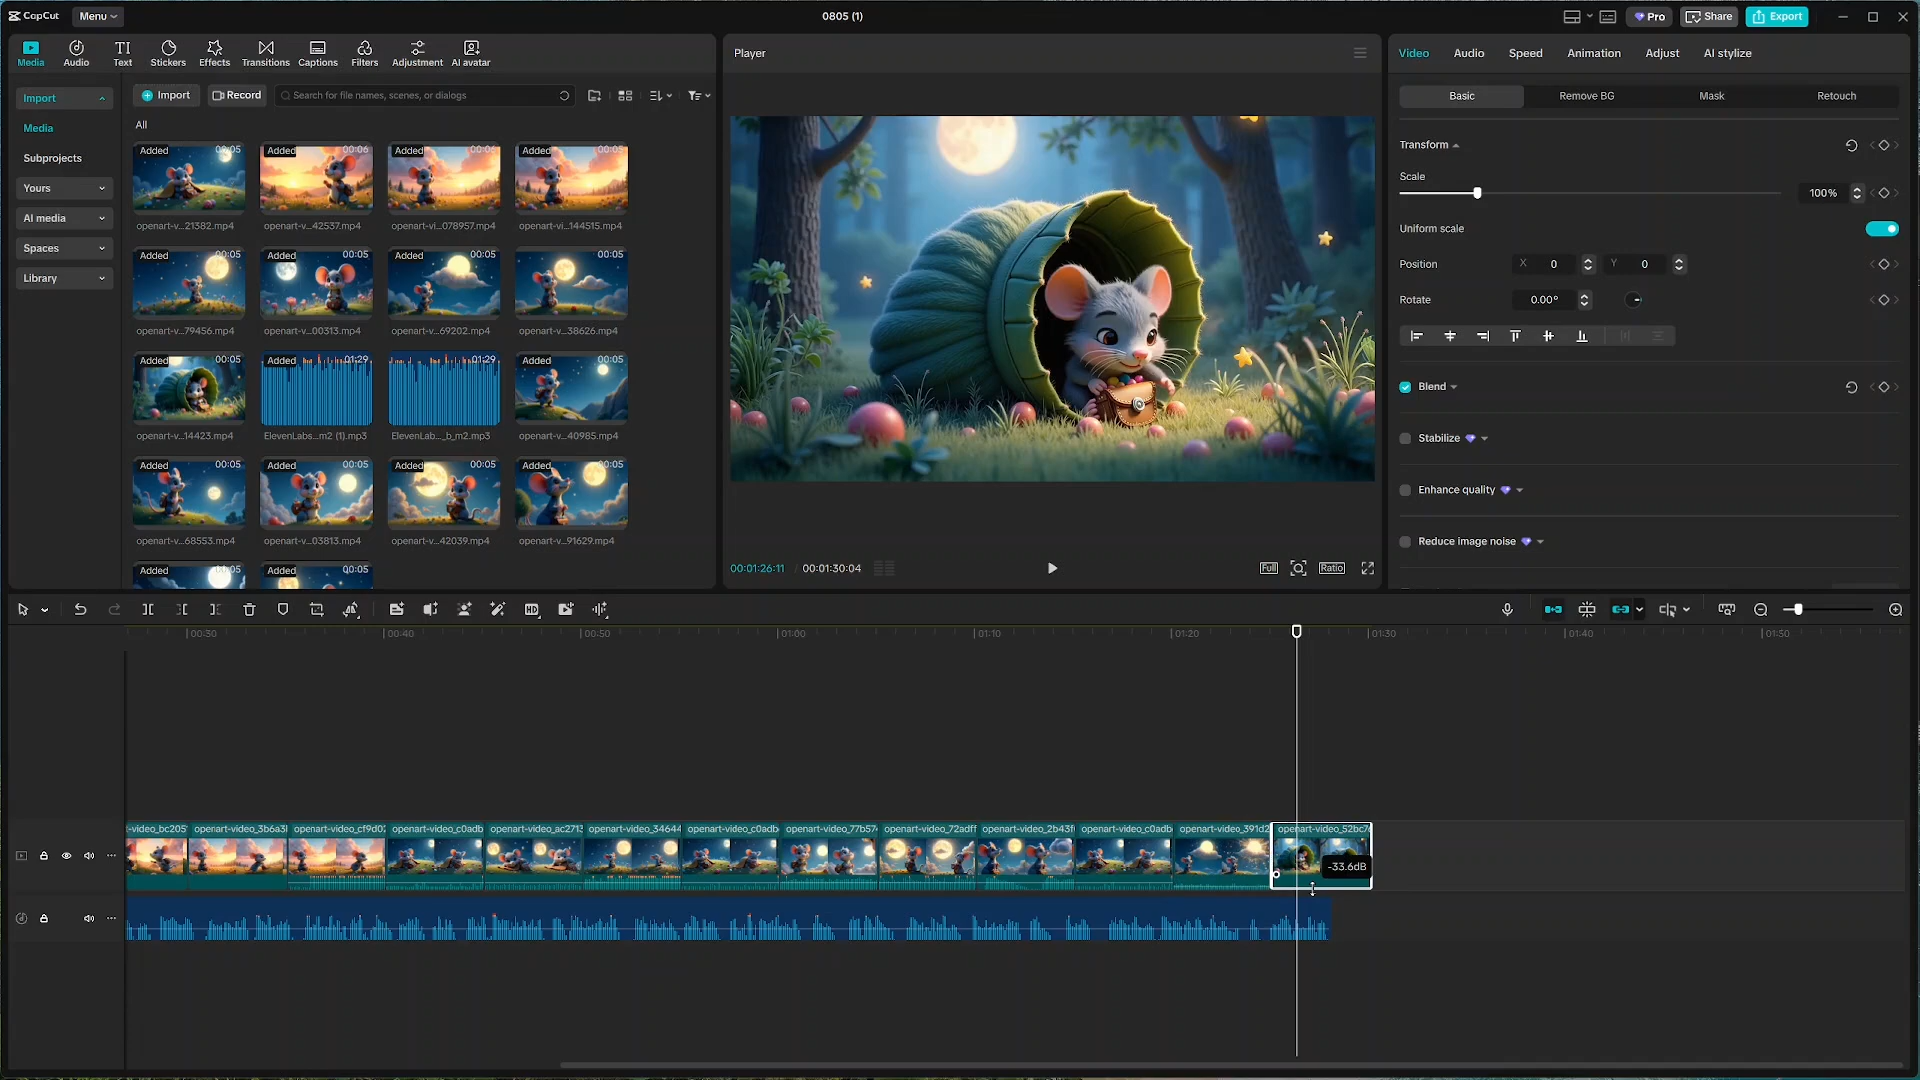 CapCut
Menu
0805 (1)
Pro
Share
Export
Media
Audio
Text
Stickers
Effects
Transitions
Captions
Filters
Adjustment
AI avatar
Player
Video
Audio
Speed
Animation
Adjust
AI stylize
Import
Media
Subprojects
Yours
AI media
Spaces
Library
Import
Record
Search for file names, scenes, or dialogs
All
Added 00:05
Added 00:06
Added 00:06
Added 00:05
openart-v...21382.mp4
openart-v...42537.mp4
openart-vi...078957.mp4
openart-vi...144515.mp4
Added 00:05
Added 00:05
Added 00:05
Added 00:05
openart-v...79456.mp4
openart-v...00313.mp4
openart-v...69202.mp4
openart-v...38626.mp4
Added 00:05
Added 01:29
Added 01:29
Added 00:05
openart-v...14423.mp4
ElevenLabs...m2 (1).mp3
ElevenLab..._b_m2.mp3
openart-v...40985.mp4
Added 00:05
Added 00:05
Added 00:05
Added 00:05
openart-v...68553.mp4
openart-v...03813.mp4
openart-v...42039.mp4
openart-v...91629.mp4
Added 00:05
Added 00:05
00:01:26:11 / 00:01:30:04
Full
Ratio
Basic
Remove BG
Mask
Retouch
Transform
Scale
100%
Uniform scale
Position
X 0
Y 0
Rotate
0.00°
Blend
Stabilize
Enhance quality
Reduce image noise
HD
00:30
00:40
00:50
01:00
01:10
01:20
01:30
01:40
01:50
t-video_bc205
openart-video_3b6a3
openart-video_cf9d0
openart-video_c0adb
openart-video_ac271
openart-video_34644
openart-video_c0adb
openart-video_77b57
openart-video_72adff
openart-video_2b43f
openart-video_c0adb
openart-video_391d2
openart-video_52bc7
-33.6dB